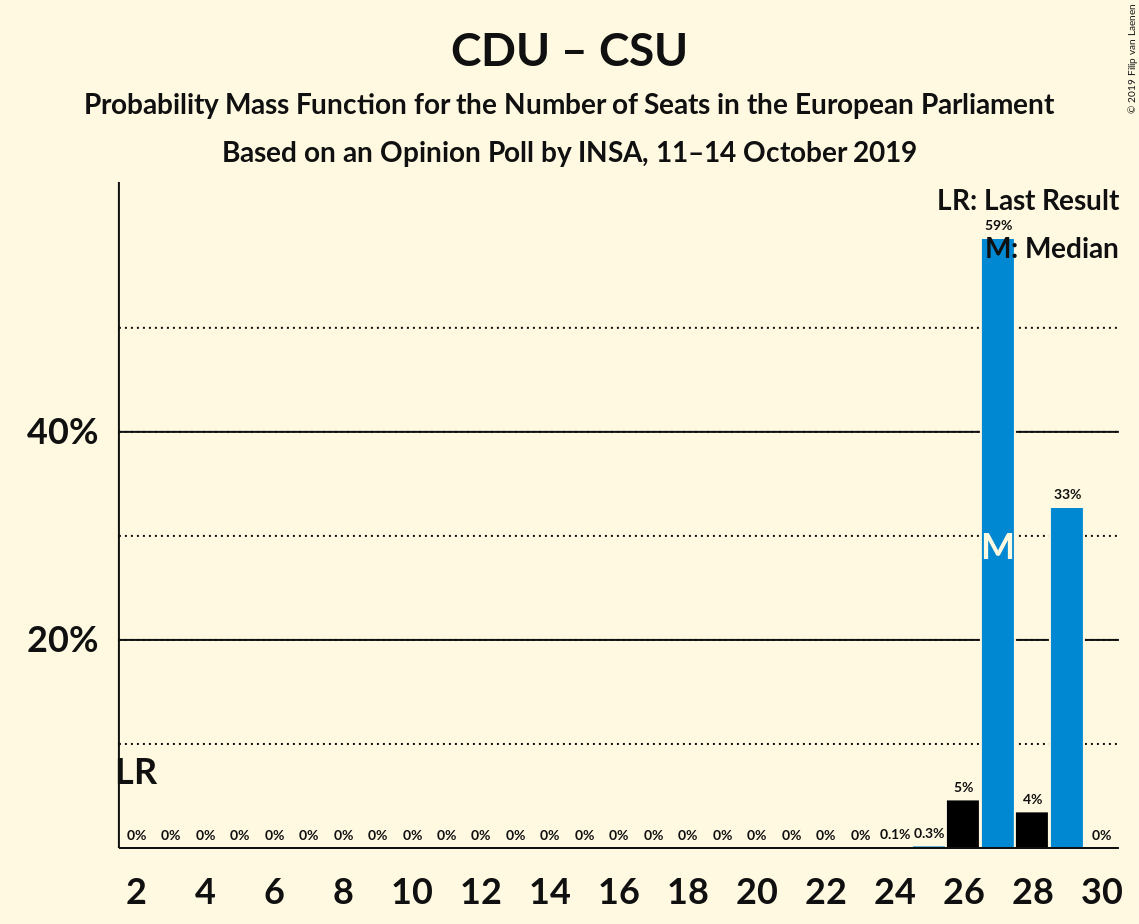 CDU – CSU
Probability Mass Function for the Number of Seats in the European Parliament
Based on an Opinion Poll by INSA, 11–14 October 2019
© 2019 Filip van Laenen
LR: Last Result
M: Median
59%
40%
33%
M
20%
LR
5%
4%
0% 0% 0% 0% 0% 0% 0% 0% 0% 0% 0% 0% 0% 0% 0% 0% 0% 0% 0% 0% 0% 0% 0.1% 0.3% 0%
2 4 6 8 10 12 14 16 18 20 22 24 26 28 30